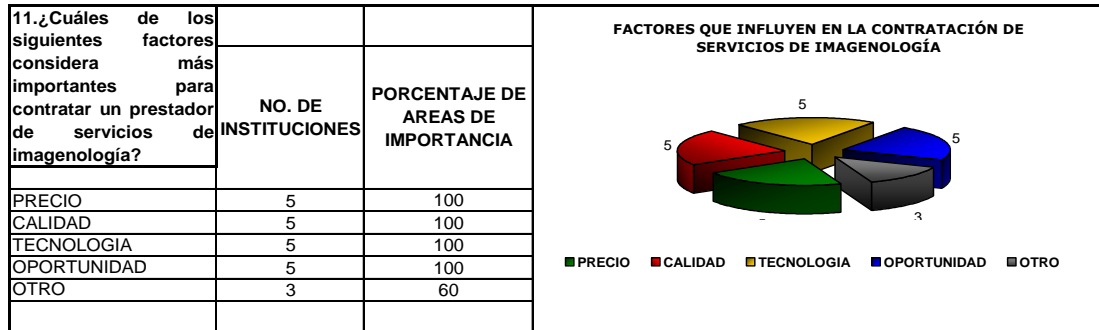 11.¿Cuáles de los
siguientes factores
considera más
importantes para
contratar un prestador
de servicios de
imagenología?
NO. DE
INSTITUCIONES
PORCENTAJE DE
AREAS DE
IMPORTANCIA
PRECIO 5 100
CALIDAD 5 100
TECNOLOGIA 5 100
OPORTUNIDAD 5 100
OTRO 3 60
FACTORES QUE INFLUYEN EN LA CONTRATACIÓN DE
SERVICIOS DE IMAGENOLOGÍA
5
5
5
3
PRECIO CALIDAD TECNOLOGIA OPORTUNIDAD OTRO